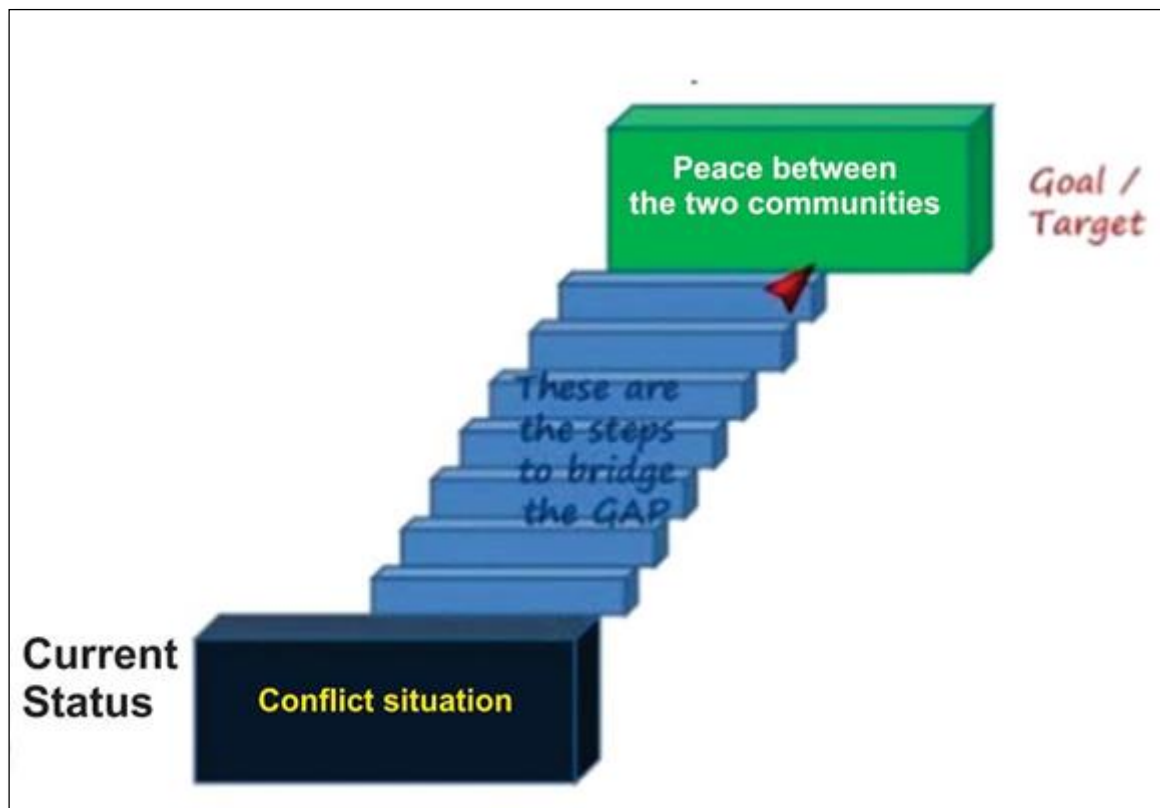 Peace between
the two communities
Goal /
Target
These are
the steps
to bridge
the GAP
Current
Status
Conflict situation